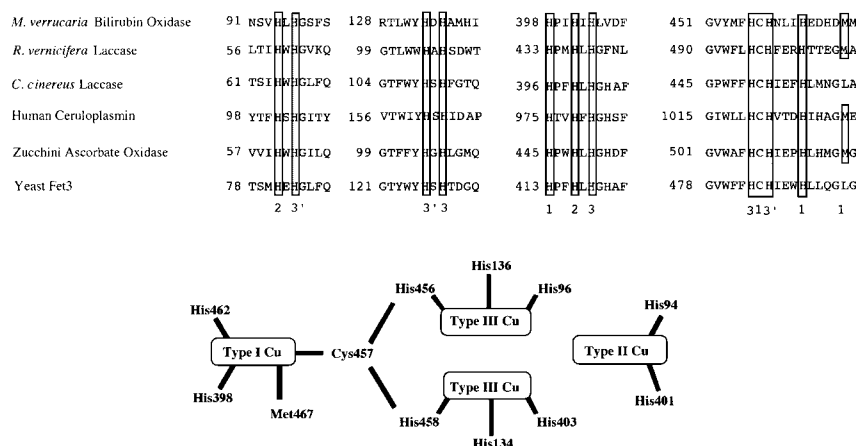 M. verrucaria Bilirubin Oxidase 91 NSVHLHGSFS 128 RTLWYHDHAMHI 398 HPIHIHLVDF 451 GVYMFHCHNLIHEDHDMM
R. vernicifera Laccase 56 LTIHWHGVKQ 99 GTLWWHAHSDWT 433 HPMHLHGFNL 490 GVWFLHCHFERHTTEGMA
C. cinereus Laccase 61 TSIHWHGLFQ 104 GTFWYHSHFGTQ 396 HPFHLHGHAF 445 GPWFFHCHIEFHLMNGLA
Human Ceruloplasmin 98 YTFHSHGITY 156 VTWIYHSHIDAP 975 HTVHFHGHSF 1015 GIWLLHCHVTDHIHAGME
Zucchini Ascorbate Oxidase 57 VVIHWHGILQ 99 GTFFYHGHLGMQ 445 HPWHLHGHDF 501 GVWAFHCHIEPHLHMGMG
Yeast Fet3 78 TSMHEHGLFQ 121 GTYWYHSHTDGQ 413 HPFHLHGHAF 478 GVWFFHCHIEWHLLQGLG
2 3' 3'3 1 2 3 313' 1 1
His136
His456 His96
His462 His94
Type III Cu
Type I Cu Cys457 Type II Cu
Type III Cu
His398 His401
Met467 His458 His403
His134